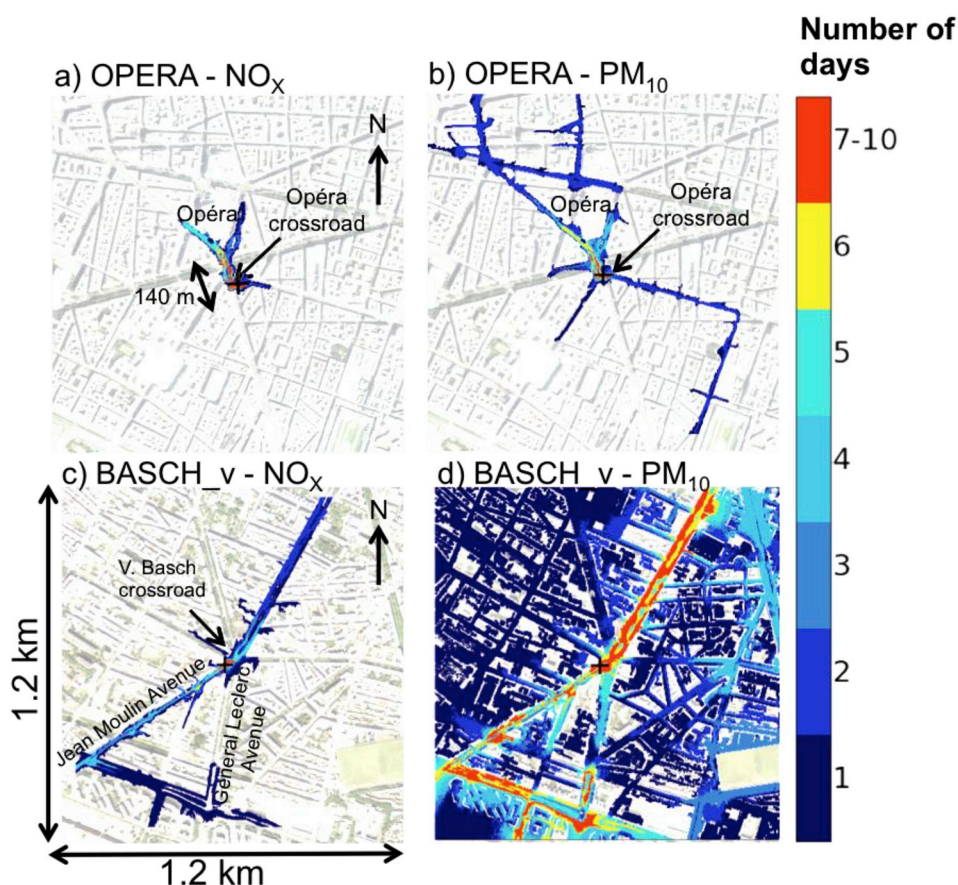 Number of
days
a) OPERA - NOX
b) OPERA - PM10
N
Opéra
Opéra
crossroad
140 m
Opéra
Opéra
crossroad
7-10
6
5
4
3
2
1
c) BASCH_v - NOX
d) BASCH_v - PM10
N
V. Basch
crossroad
Jean Moulin Avenue
General Leclerc
Avenue
1.2 km
1.2 km